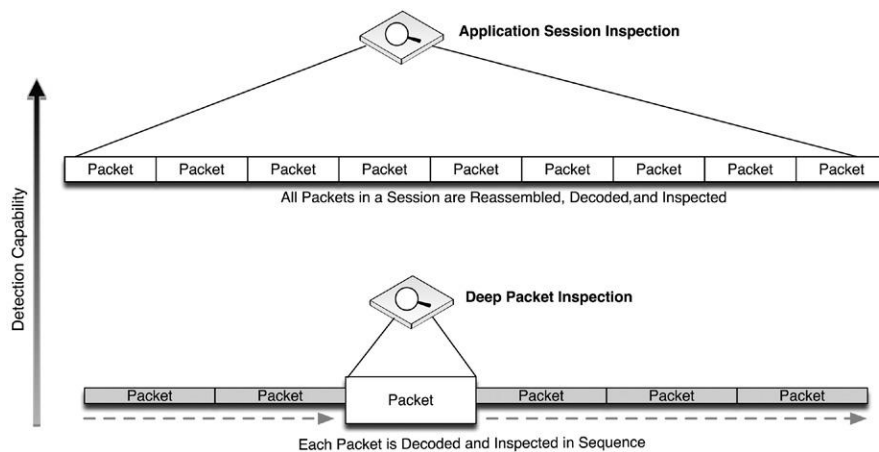 Application Session Inspection
Packet Packet Packet Packet Packet Packet Packet Packet Packet
All Packets in a Session are Reassembled, Decoded,and Inspected
Detection Capability
Deep Packet Inspection
Packet Packet Packet Packet Packet Packet
Each Packet is Decoded and Inspected in Sequence